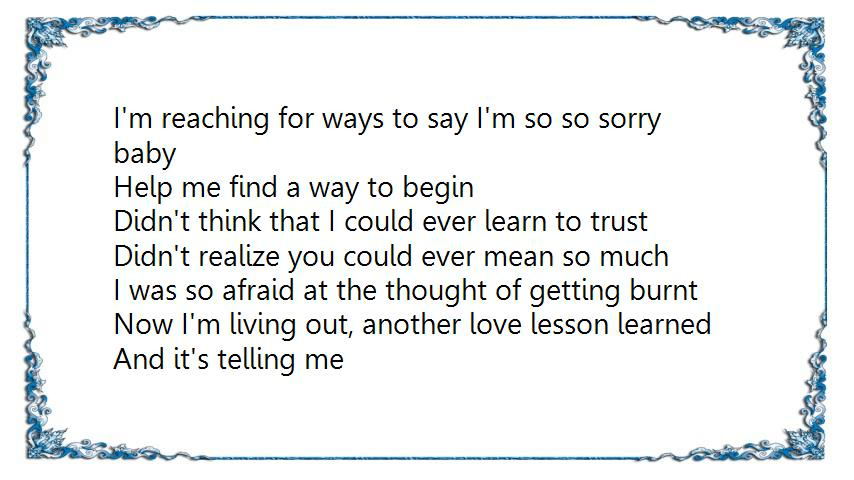 I'm reaching for ways to say I'm so so sorry
baby
Help me find a way to begin
Didn't think that I could ever learn to trust
Didn't realize you could ever mean so much
I was so afraid at the thought of getting burnt
Now I'm living out, another love lesson learned
And it's telling me